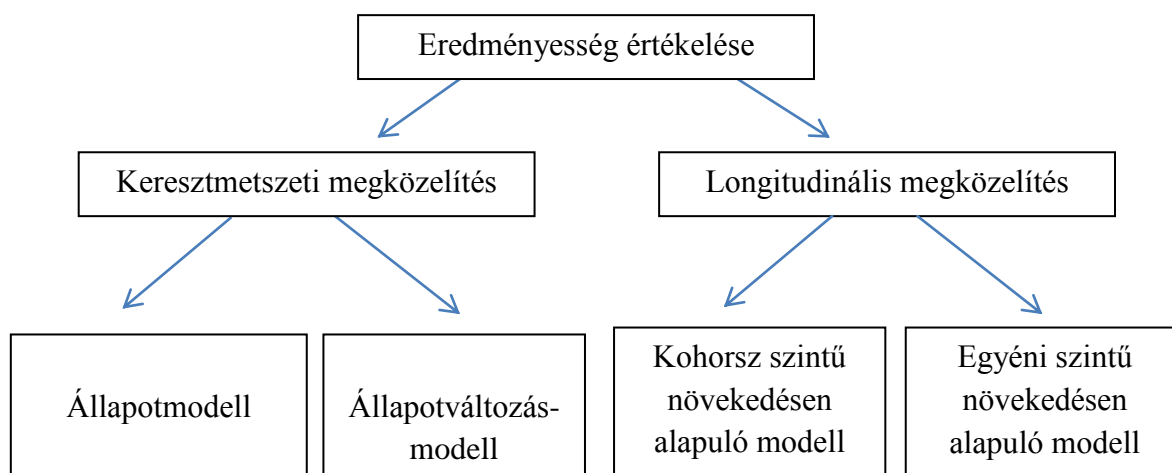 Eredményesség értékelése
Keresztmetszeti megközelítés
Longitudinális megközelítés
Állapotmodell
Állapotváltozás-
modell
Kohorsz szintű
növekedésen
alapuló modell
Egyéni szintű
növekedésen
alapuló modell